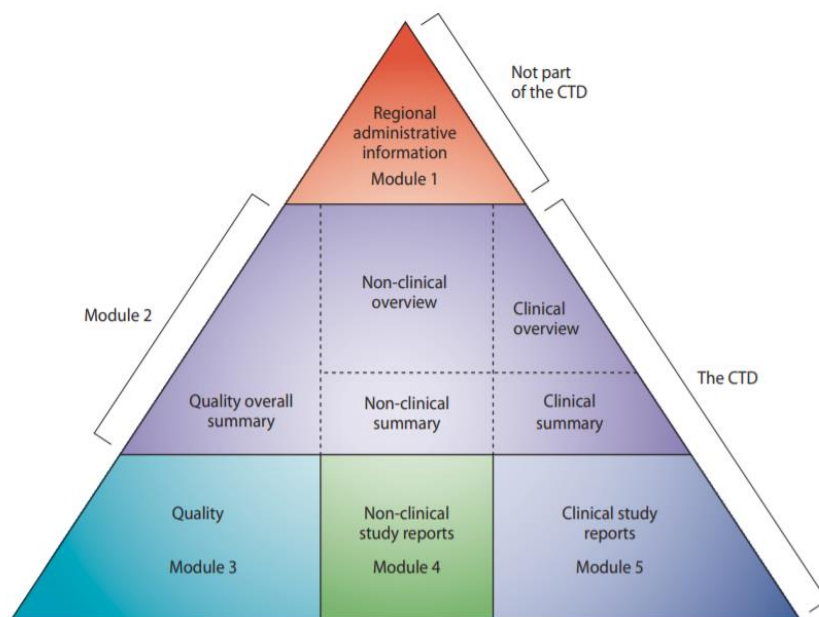 Not part
of the CTD
Regional
administrative
information
Module 1
Module 2
Non-clinical
overview
Clinical
overview
The CTD
Quality overall
summary
Non-clinical
summary
Clinical
summary
Quality
Module 3
Non-clinical
study reports
Module 4
Clinical study
reports
Module 5